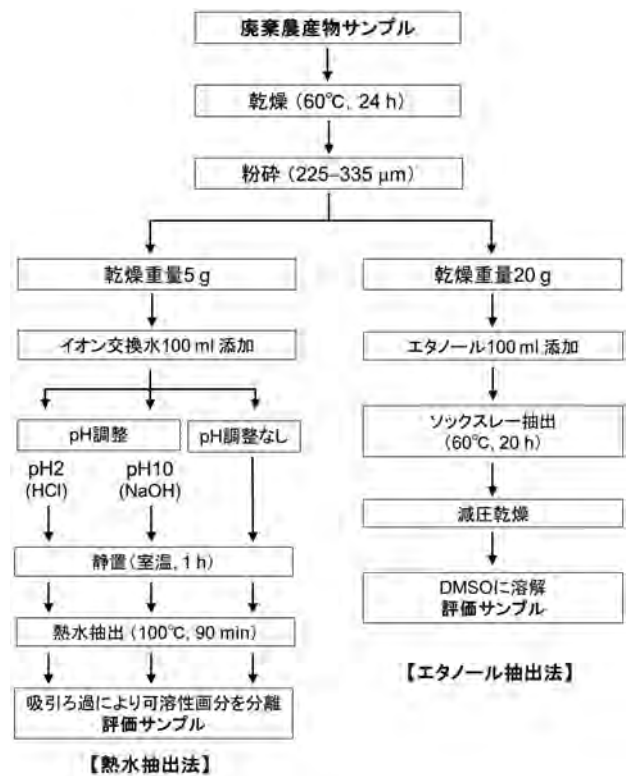 廃棄農産物サンプル
乾燥（60℃, 24 h）
粉砕（225–335 μm）
乾燥重量5 g
イオン交換水100 ml 添加
pH調整
pH調整なし
pH2
(HCl)
pH10
(NaOH)
静置（室温, 1 h）
熱水抽出（100℃, 90 min）
吸引ろ過により可溶性画分を分離
評価サンプル
【熱水抽出法】
乾燥重量20 g
エタノール100 ml 添加
ソックスレー抽出
(60℃, 20 h)
減圧乾燥
DMSOに溶解
評価サンプル
【エタノール抽出法】